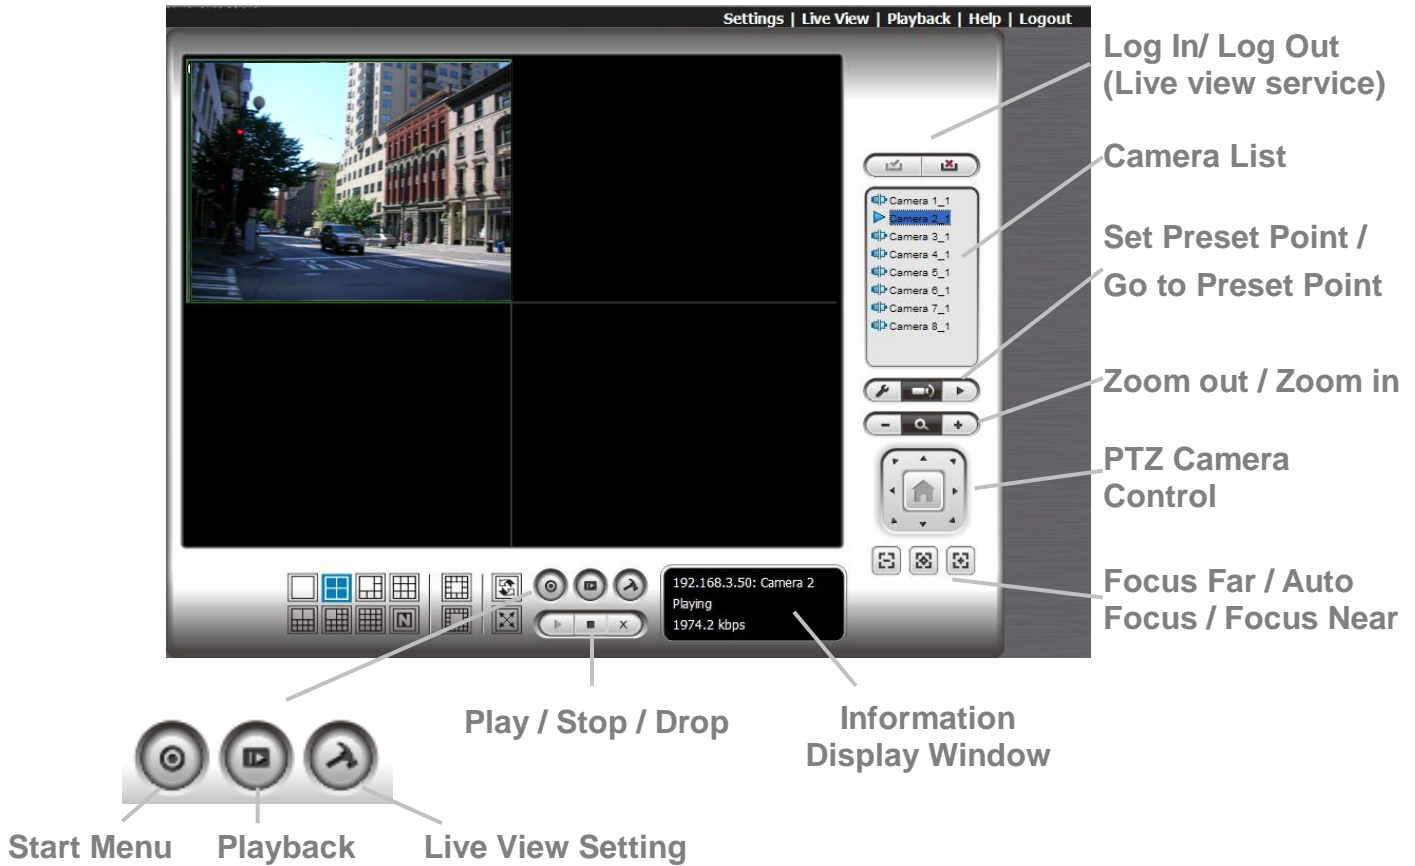 Settings | Live View | Playback | Help | Logout
Log In/ Log Out
(Live view service)
Camera List
Camera 1_1
Camera 2_1
Camera 3_1
Camera 4_1
Camera 5_1
Camera 6_1
Camera 7_1
Camera 8_1
Set Preset Point /
Go to Preset Point
Zoom out / Zoom in
PTZ Camera
Control
Focus Far / Auto
Focus / Focus Near
N
X
192.168.3.50: Camera 2
Playing
1974.2 kbps
Play / Stop / Drop
Information
Display Window
Start Menu
Playback
Live View Setting